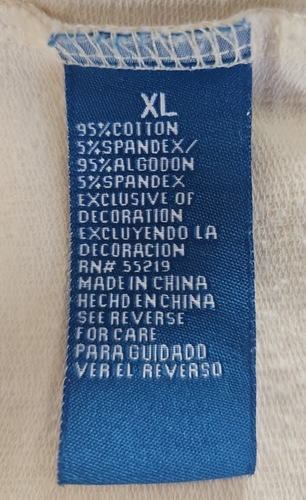 XL
95%COTTON
5%SPANDEX/
95%ALGODON
5%SPANDEX
EXCLUSIVE OF
DECORATION
EXCLUYENDO LA
DECORACION
RN# 55219
MADE IN CHINA
HECHO EN CHINA
SEE REVERSE
FOR CARE
PARA GUIDADO
VER EL REVERSO